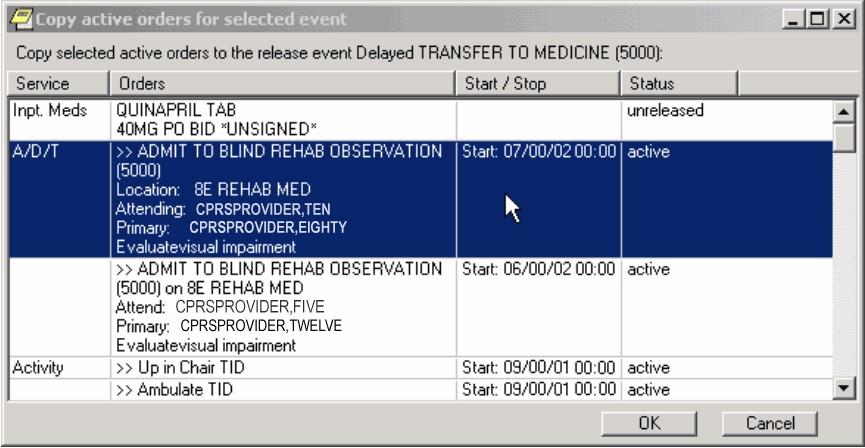 Copy active orders for selected event
Copy selected active orders to the release event Delayed TRANSFER TO MEDICINE (5000):
Service Orders Start / Stop Status
Inpt. Meds QUINAPRIL TAB unreleased
40MG PO BID *UNSIGNED*
A/D/T >> ADMIT TO BLIND REHAB OBSERVATION Start: 07/00/02 00:00 active
(5000)
Location: 8E REHAB MED
Attending: CPRSPROVIDER,TEN
Primary: CPRSPROVIDER,EIGHTY
Evaluatevisual impairment
>> ADMIT TO BLIND REHAB OBSERVATION Start: 06/00/02 00:00 active
(5000) on 8E REHAB MED
Attend: CPRSPROVIDER,FIVE
Primary: CPRSPROVIDER,TWELVE
Evaluatevisual impairment
Activity >> Up in Chair TID Start: 09/00/01 00:00 active
>> Ambulate TID Start: 09/00/01 00:00 active
OK Cancel